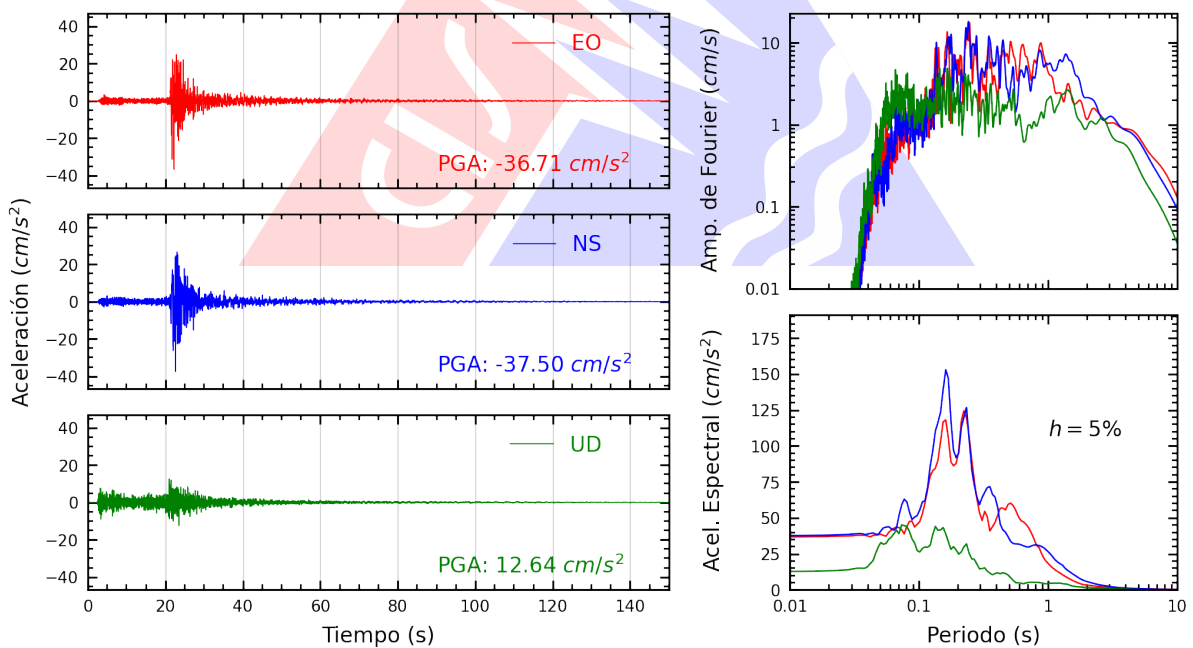 40
20
0
−20
−40
EO
PGA: -36.71 cm/s²
40
20
0
−20
−40
NS
PGA: -37.50 cm/s²
40
20
0
−20
−40
UD
PGA: 12.64 cm/s²
0 20 40 60 80 100 120 140
Tiempo (s)
Aceleración (cm/s²)
10
1
0.1
0.01
Amp. de Fourier (cm/s)
175
150
125
100
75
50
25
0
h = 5%
Acel. Espectral (cm/s²)
0.01 0.1 1 10
Periodo (s)